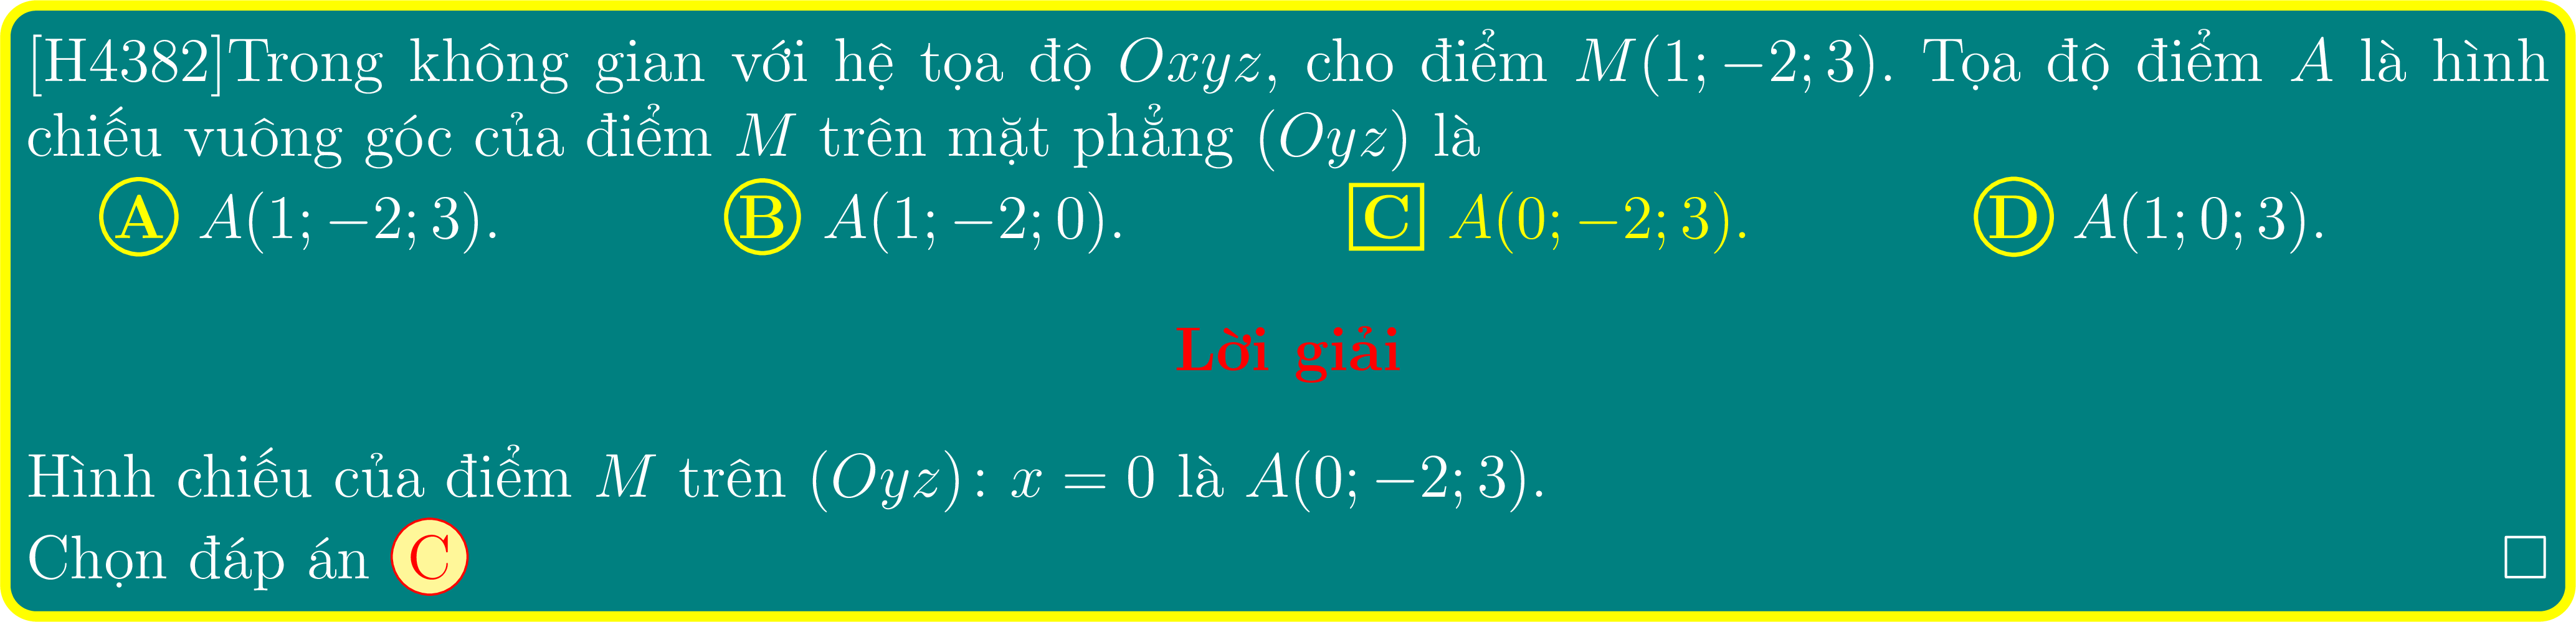 [H4382]Trong không gian với hệ tọa độ Oxyz, cho điểm M(1; −2; 3). Tọa độ điểm A là hình
chiếu vuông góc của điểm M trên mặt phẳng (Oyz) là
A A(1; −2; 3). B A(1; −2; 0). C A(0; −2; 3). D A(1; 0; 3).
Lời giải
Hình chiếu của điểm M trên (Oyz): x = 0 là A(0; −2; 3).
Chọn đáp án C □